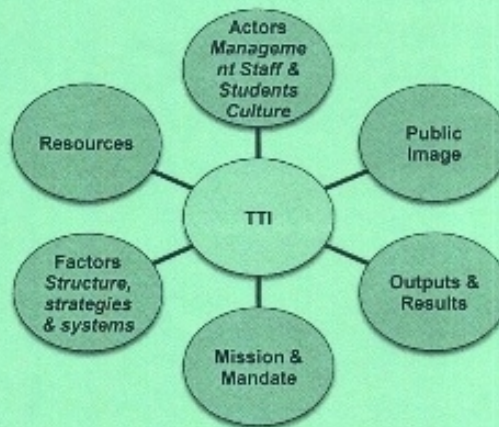 Actors
Manageme
nt Staff &
Students
Culture
Resources
Public
Image
TTI
Factors
Structure,
strategies
& systems
Outputs &
Results
Mission &
Mandate